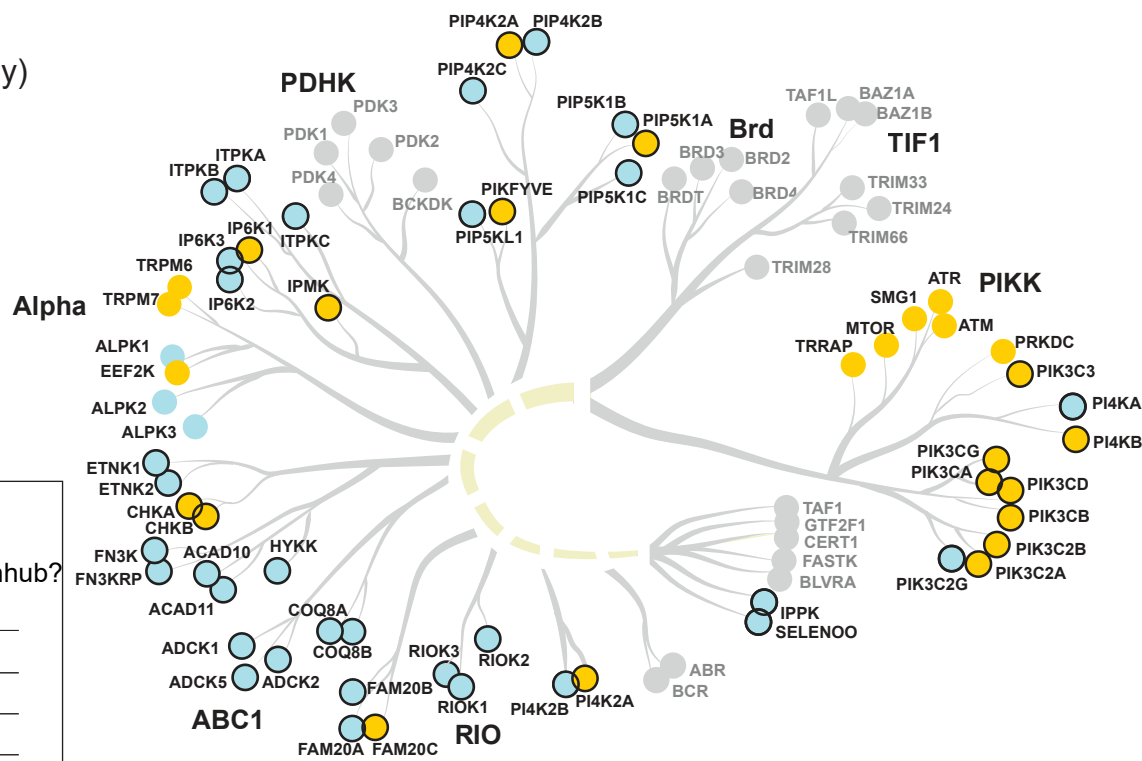 y)
PIP4K2A
PIP4K2B
PIP4K2C
PDHK
PDK3
PDK1
PDK2
PDK4
BCKDK
PIP5K1B
PIP5K1A
PIP5K1C
PIKFYVE
PIP5KL1
Brd
BRD3
BRD2
BRDT
BRD4
TAF1L
BAZ1A
BAZ1B
TIF1
TRIM33
TRIM24
TRIM66
TRIM28
ITPKA
ITPKB
ITPKC
IP6K1
IP6K3
IP6K2
IPMK
TRPM6
TRPM7
Alpha
ALPK1
EEF2K
ALPK2
ALPK3
PIKK
ATR
SMG1
ATM
MTOR
TRRAP
PRKDC
PIK3C3
PI4KA
PI4KB
PIK3CG
PIK3CA
PIK3CD
PIK3CB
PIK3C2B
PIK3C2A
PIK3C2G
ETNK1
ETNK2
CHKA
CHKB
FN3K
FN3KRP
ACAD10
ACAD11
HYKK
TAF1
GTF2F1
CERT1
FASTK
BLVRA
IPPK
SELENOO
nhub?
COQ8A
COQ8B
ADCK1
ADCK5
ADCK2
ABC1
FAM20B
FAM20A
FAM20C
RIOK3
RIOK2
RIOK1
RIO
PI4K2B
PI4K2A
ABR
BCR